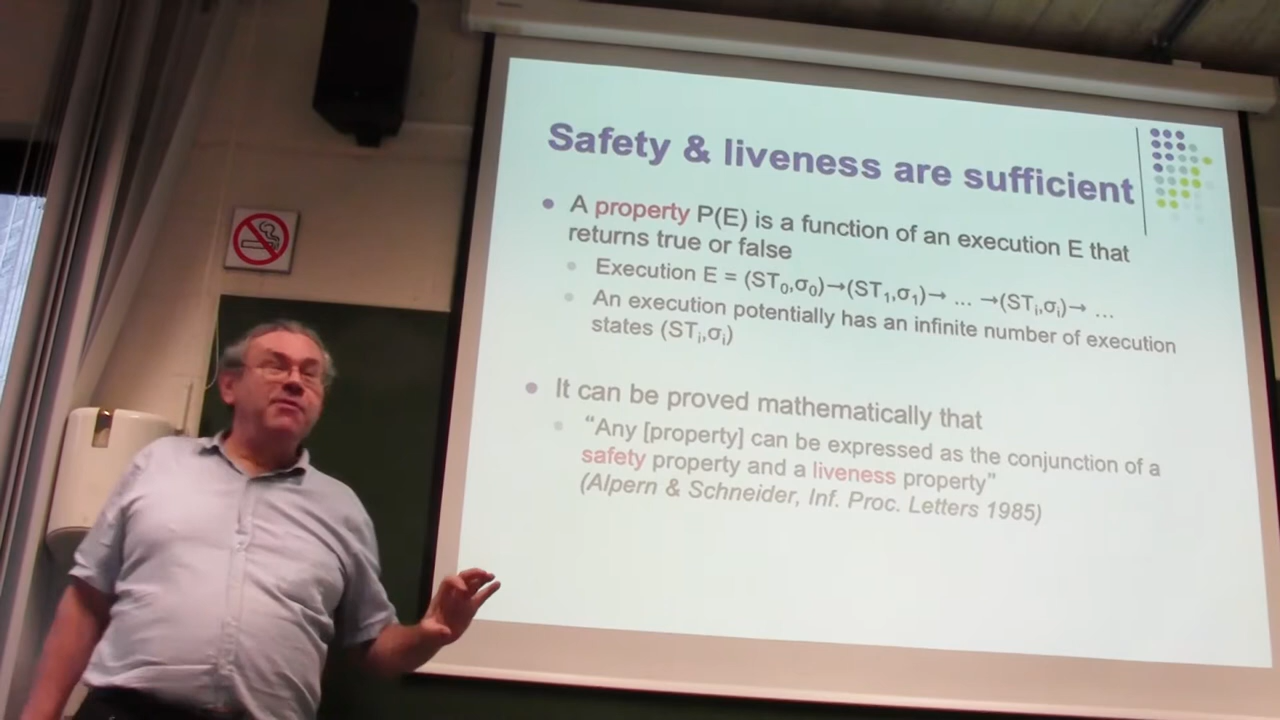 Safety & liveness are sufficient
• A property P(E) is a function of an execution E that
returns true or false
• Execution E = (ST₀,σ₀)→(ST₁,σ₁)→ ... →(STᵢ,σᵢ)→ ...
• An execution potentially has an infinite number of execution
states (STᵢ,σᵢ)
• It can be proved mathematically that
• “Any [property] can be expressed as the conjunction of a
safety property and a liveness property”
(Alpern & Schneider, Inf. Proc. Letters 1985)